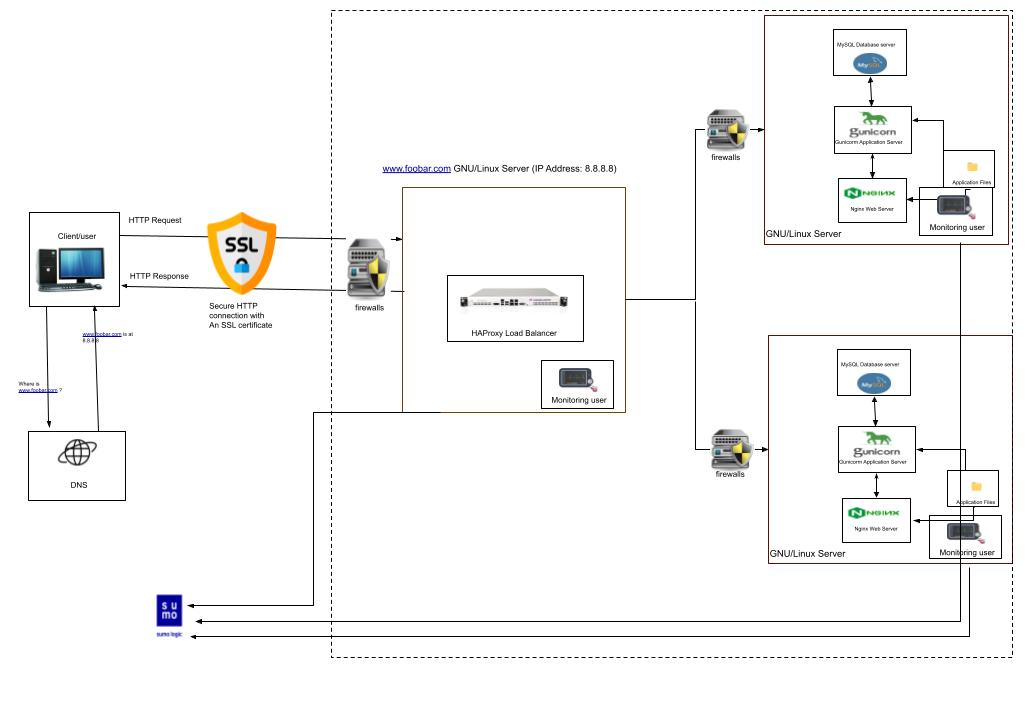 MySQL Database server
MySQL
gunicorn
Gunicorn Application Server
Application Files
NGINX
Nginx Web Server
Monitoring user
GNU/Linux Server
firewalls
www.foobar.com GNU/Linux Server (IP Address: 8.8.8.8)
HTTP Request
Client/user
SSL
HTTP Response
firewalls
Secure HTTP
connection with
An SSL certificate
HAProxy Load Balancer
Monitoring user
www.foobar.com is at
8.8.8.8
Where is
www.foobar.com ?
DNS
firewalls
MySQL Database server
MySQL
gunicorn
Gunicorn Application Server
Application Files
NGINX
Nginx Web Server
Monitoring user
GNU/Linux Server
su
mo
sumo logic